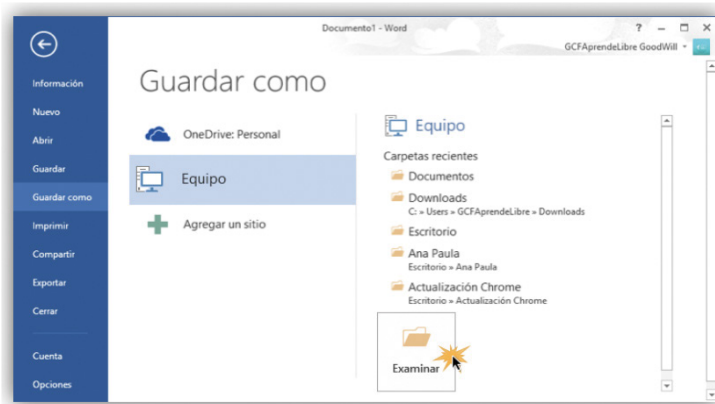 Documento1 - Word
GCFAprendeLibre GoodWill
Información
Nuevo
Abrir
Guardar
Guardar como
Imprimir
Compartir
Exportar
Cerrar
Cuenta
Opciones
Guardar como
OneDrive: Personal
Equipo
Agregar un sitio
Equipo
Carpetas recientes
Documentos
Downloads
C: » Users » GCFAprendeLibre » Downloads
Escritorio
Ana Paula
Escritorio » Ana Paula
Actualización Chrome
Escritorio » Actualización Chrome
Examinar